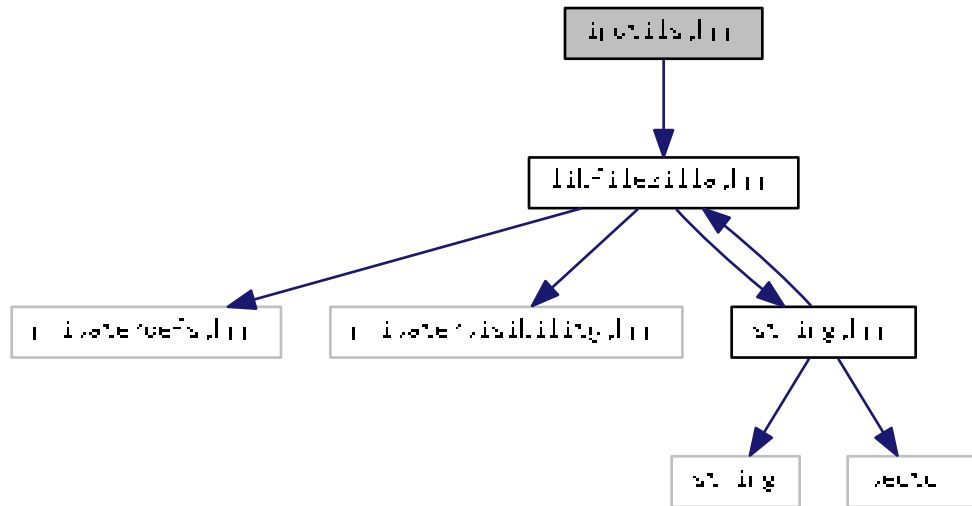 iputils.hpp
libfilezilla.hpp
private/defs.hpp
private/visibility.hpp
string.hpp
string
vector